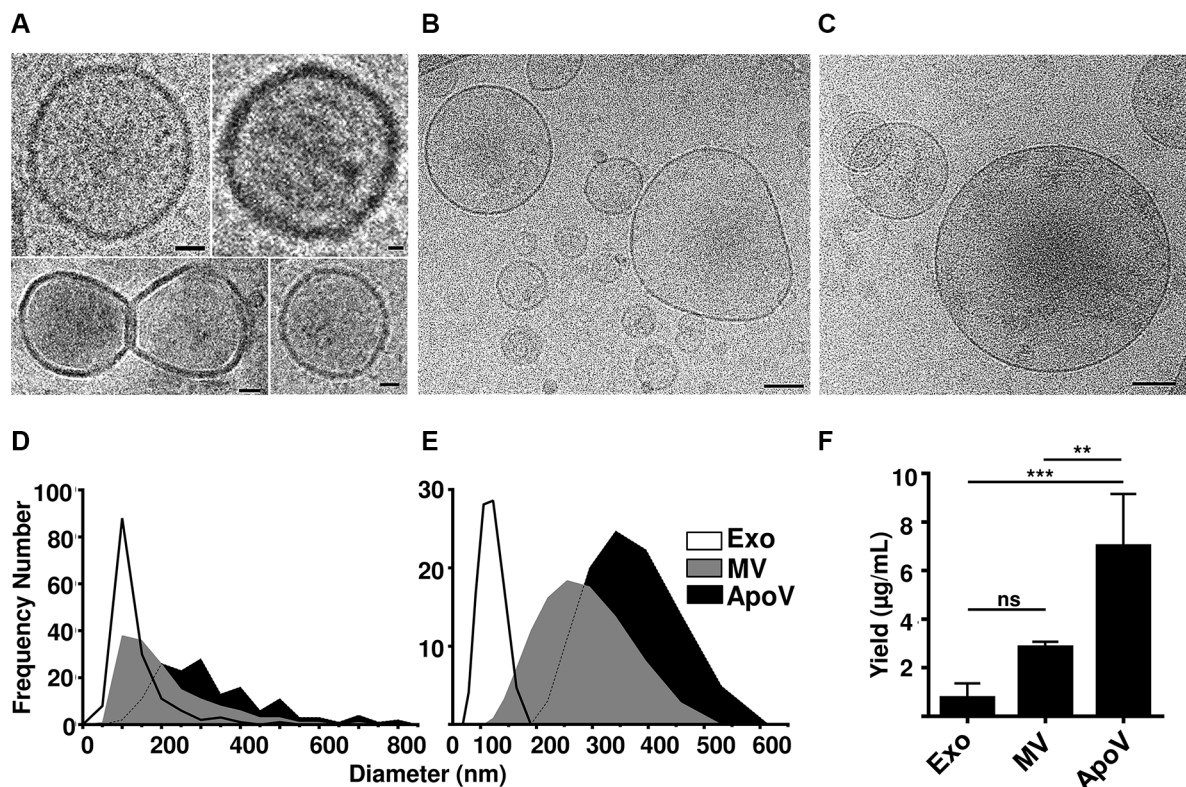 A
B
C
D
E
F
100
80
60
40
20
0
Frequency Number
0
200
400
600
800
30
20
10
0
100
200
300
400
500
600
Exo
MV
ApoV
Diameter (nm)
**
***
ns
10
8
6
4
2
Yield (µg/mL)
Exo
MV
ApoV